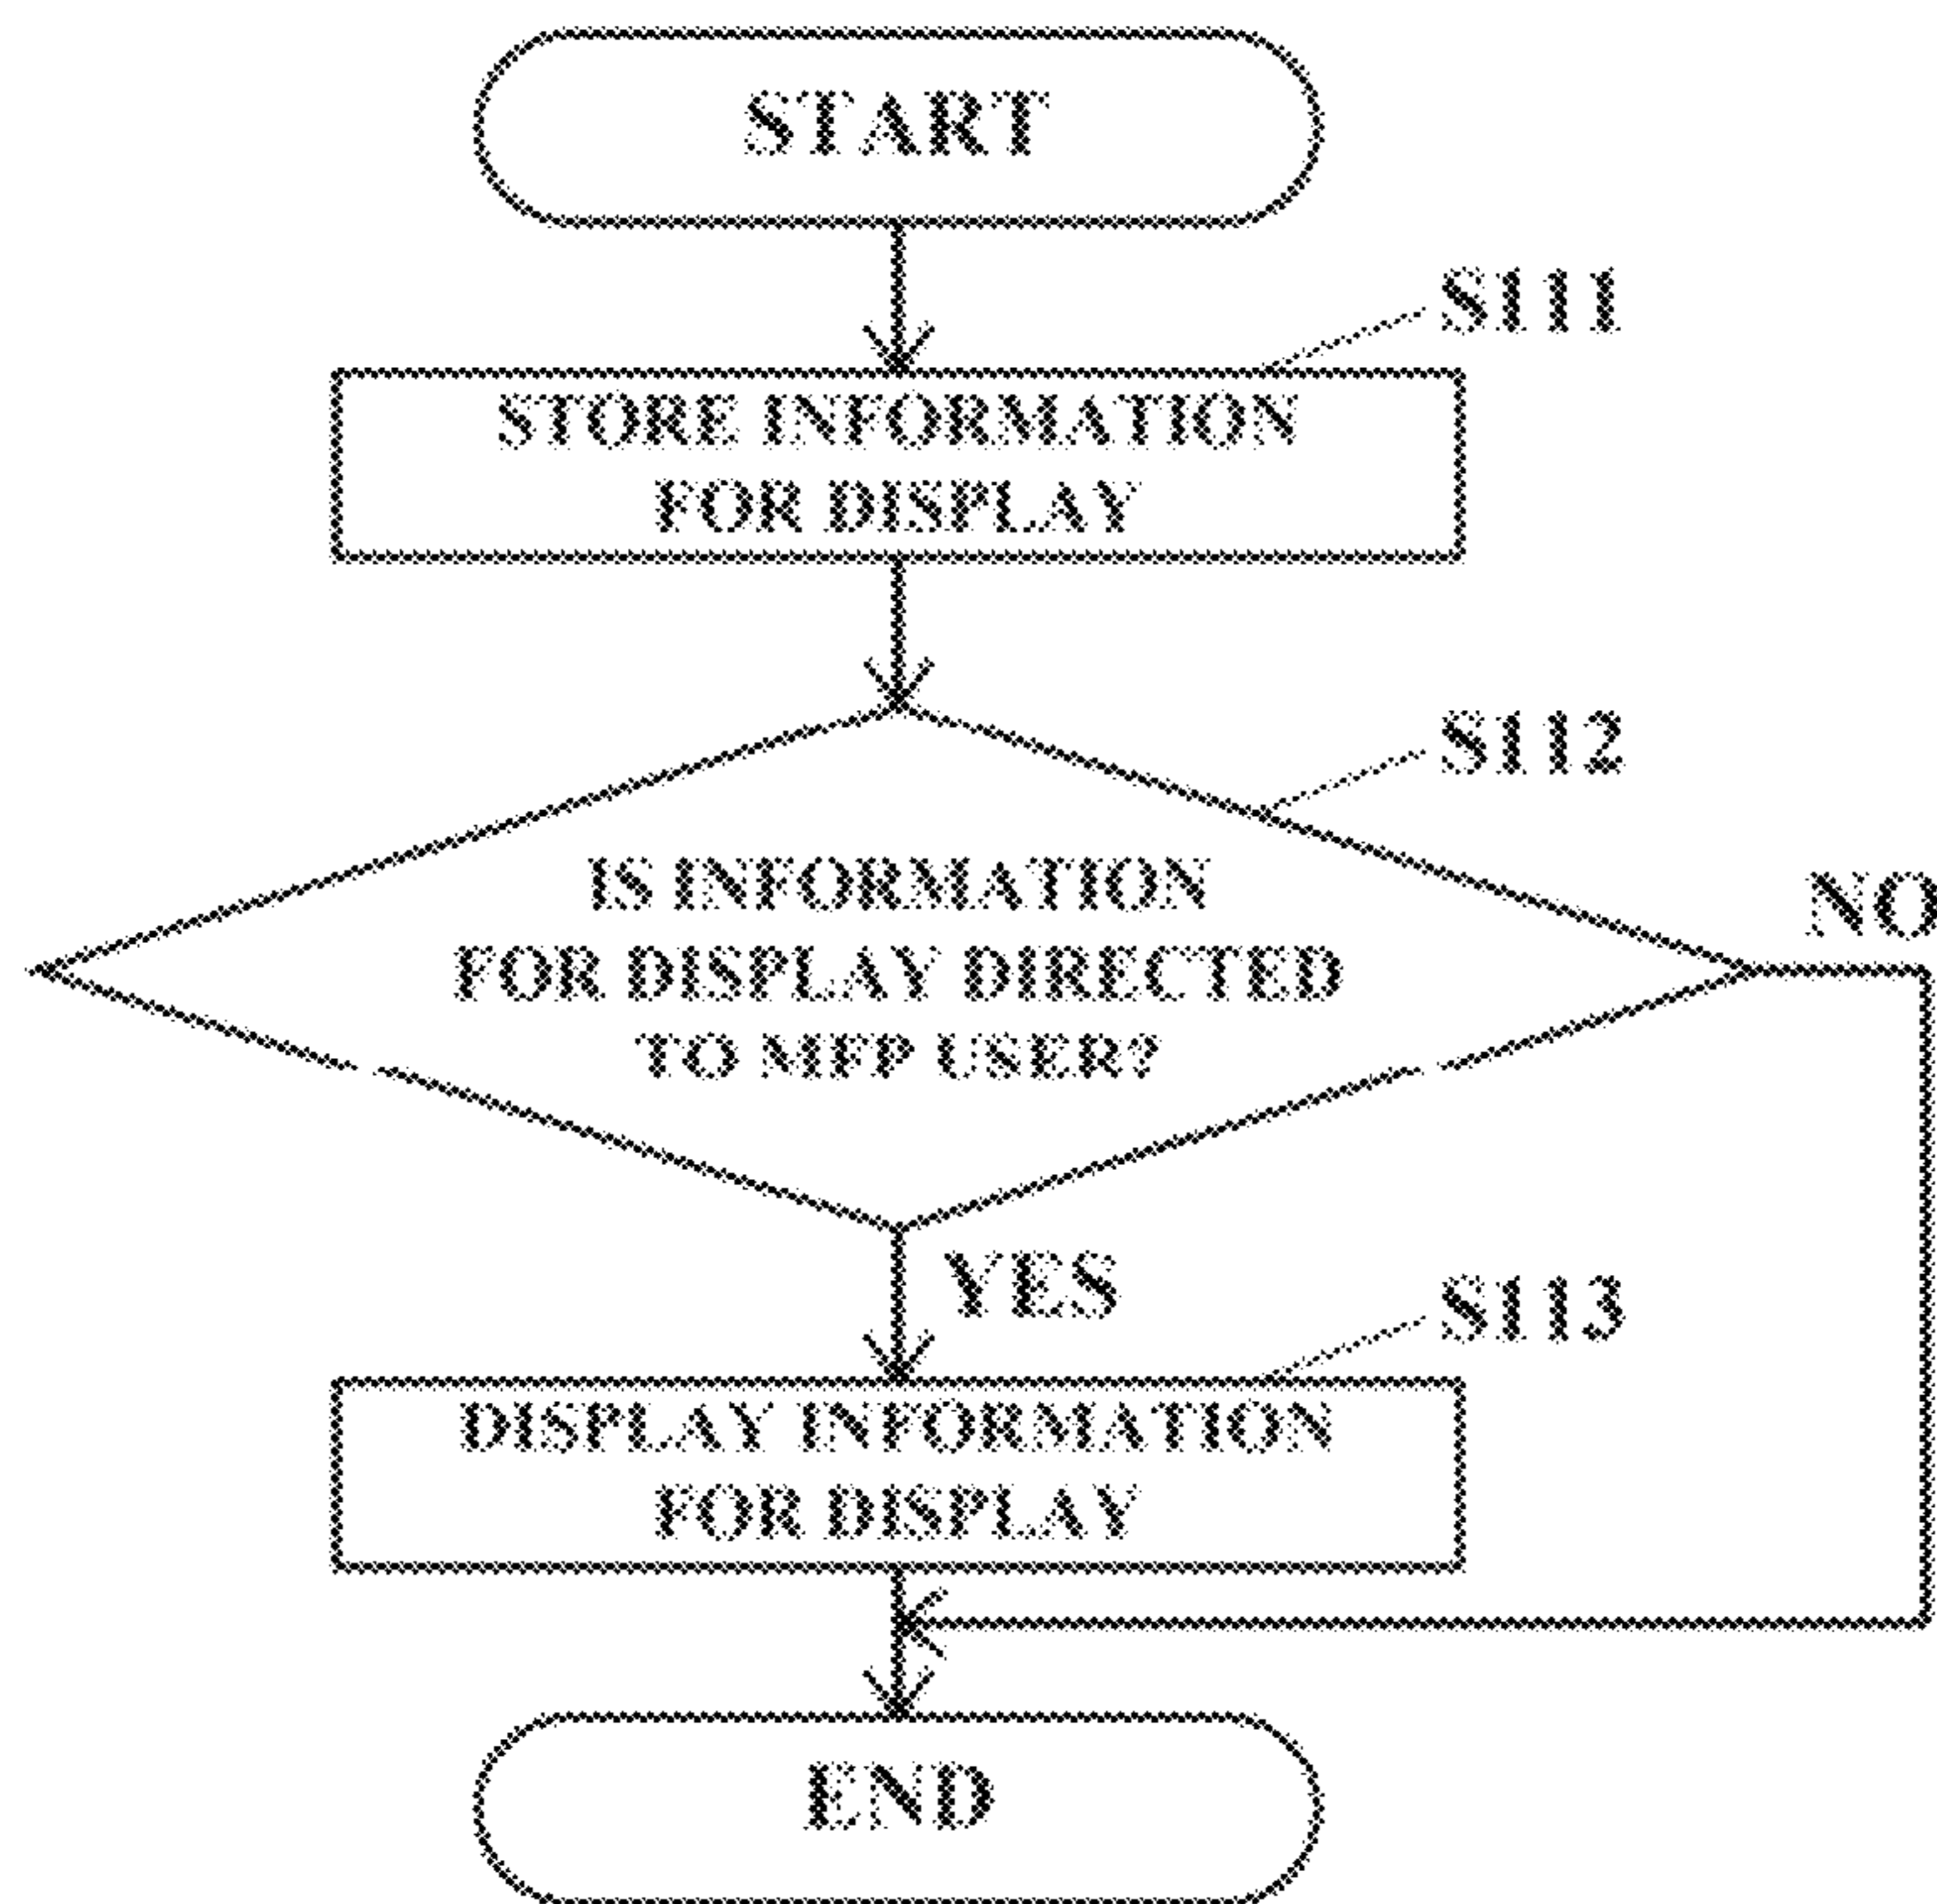 START
S111
STORE INFORMATION
FOR DISPLAY
S112
IS INFORMATION
FOR DISPLAY DIRECTED
TO MFP USER?
NO
YES
S113
DISPLAY INFORMATION
FOR DISPLAY
END